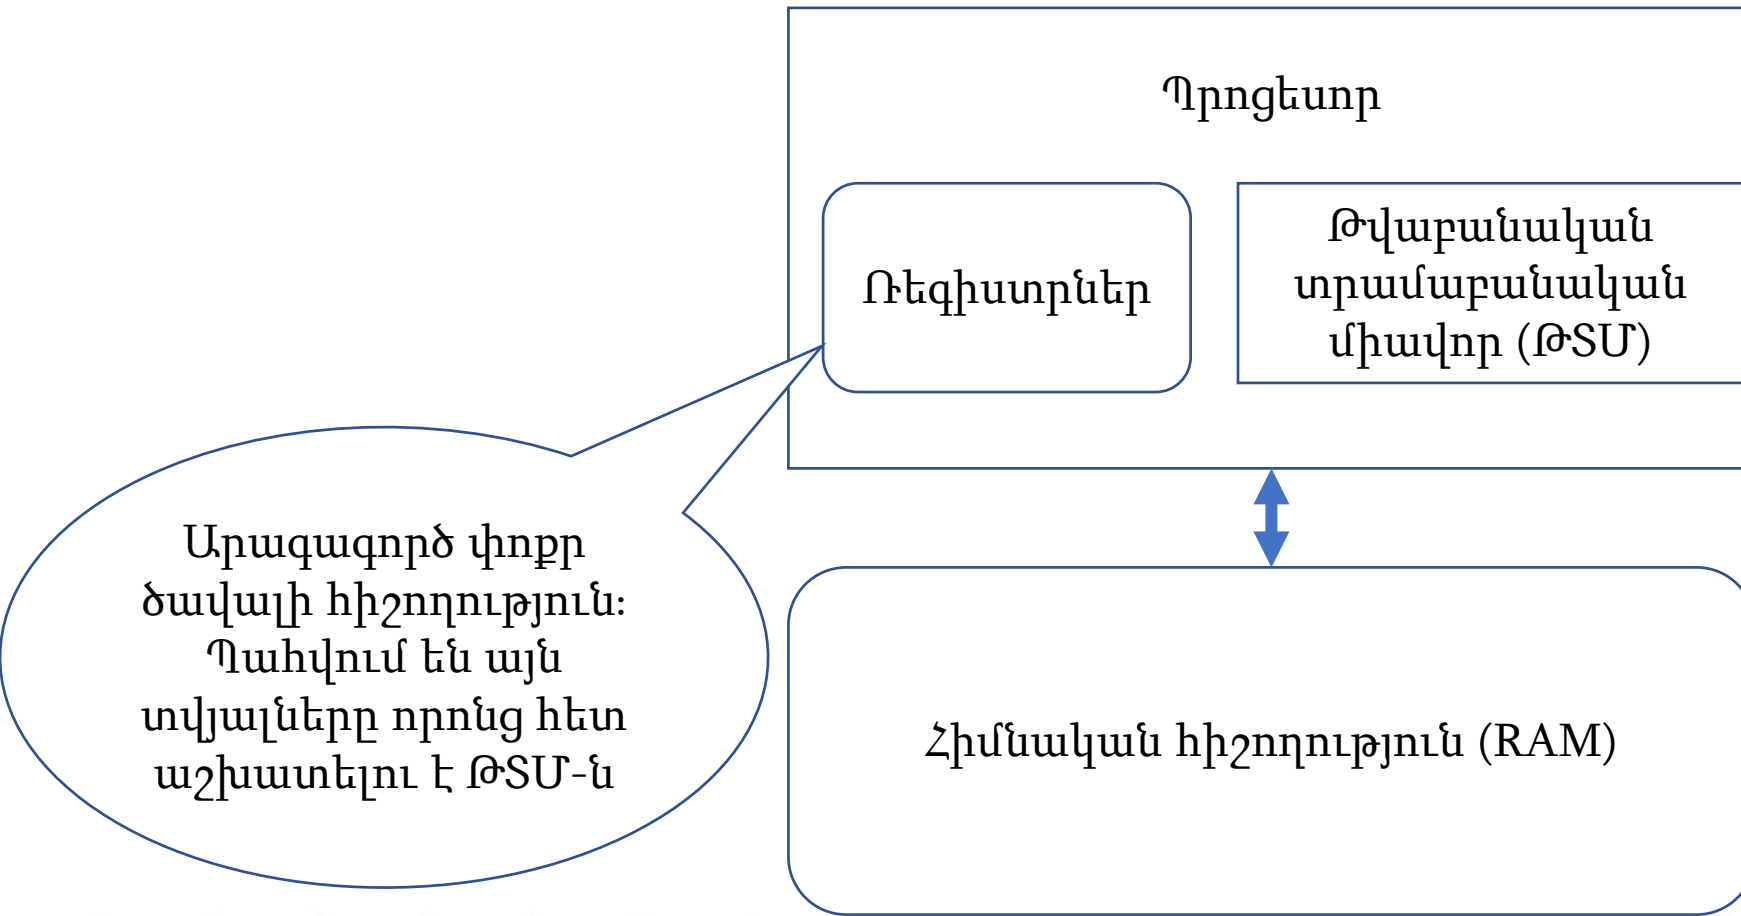 Պրոցեսոր
Ռեգիստրներ
Թվաբանական
տրամաբանական
միավոր (ԹՏՄ)
Արագագործ փոքր
ծավալի հիշողություն։
Պահվում են այն
տվյալները որոնց հետ
աշխատելու է ԹՏՄ-ն
Հիմնական հիշողություն (RAM)